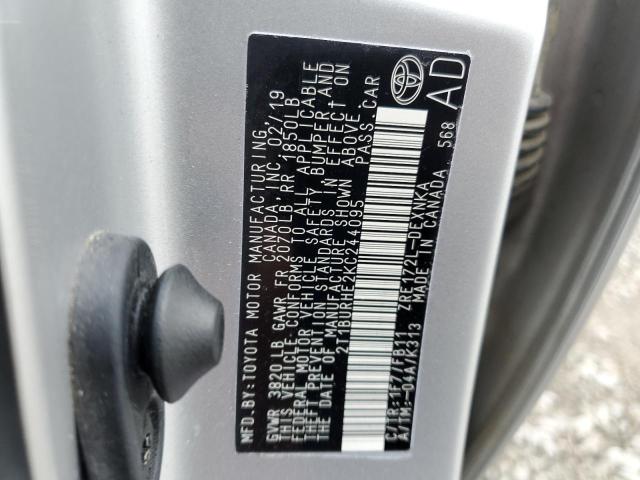 MFD.BY:TOYOTA MOTOR MANUFACTURING
CANADA, INC. 02/19
GVWR 3820LB GAWR FR 2070LB, RR 1850LB
THIS VEHICLE CONFORMS TO ALL APPLICABLE
FEDERAL MOTOR VEHICLE SAFETY, BUMPER, AND
THEFT PREVENTION STANDARDS IN EFFECT ON
THE DATE OF MANUFACTURE SHOWN ABOVE.
2T1BURHE2KC244095 PASS.CAR
C/TR:1F7/FB11 ZRE172L-DEXNKA
A/TM:-04A/K313 MADE IN CANADA 568
AD